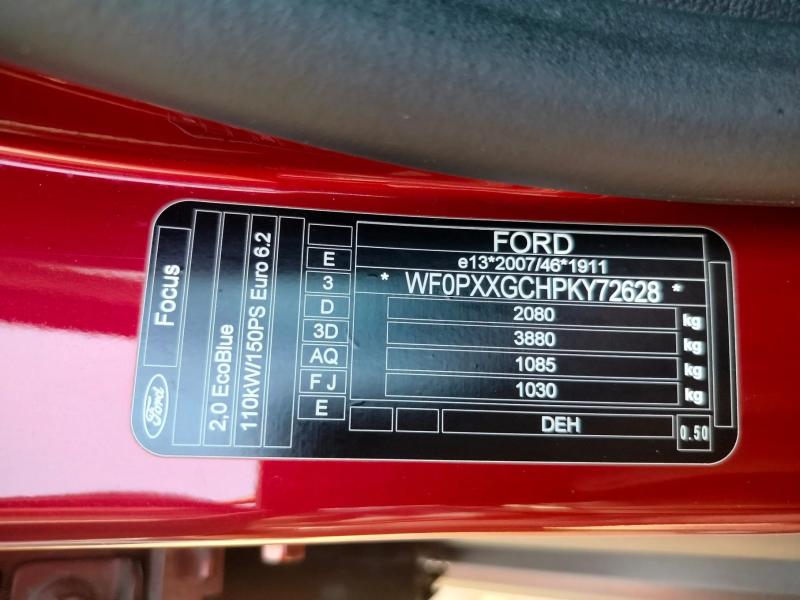 FORD
e13*2007/46*1911
* WF0PXXGCHPKY72628 *
2080 kg
3880 kg
1085 kg
1030 kg
DEH
0.50
E
3
D
3D
AQ
F J
E
Focus
2,0 EcoBlue
110kW/150PS Euro 6.2
Ford